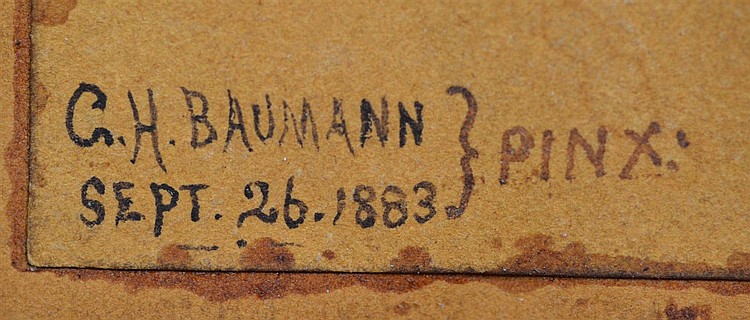 G.H. BAUMANN } PINX:
SEPT. 26. 1883